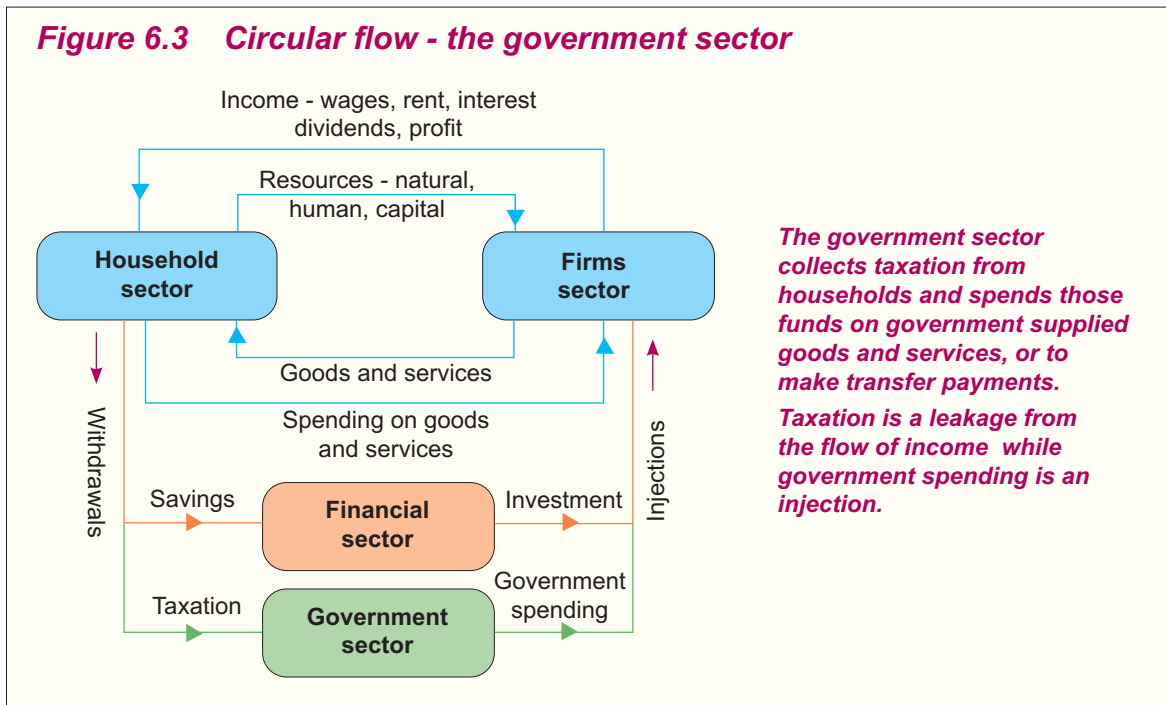 Figure 6.3 Circular flow - the government sector
Income - wages, rent, interest
dividends, profit
Resources - natural,
human, capital
Household
sector
Firms
sector
Goods and services
Spending on goods
and services
Withdrawals
Injections
Savings
Financial
sector
Investment
Taxation
Government
sector
Government
spending
The government sector
collects taxation from
households and spends those
funds on government supplied
goods and services, or to
make transfer payments.
Taxation is a leakage from
the flow of income while
government spending is an
injection.